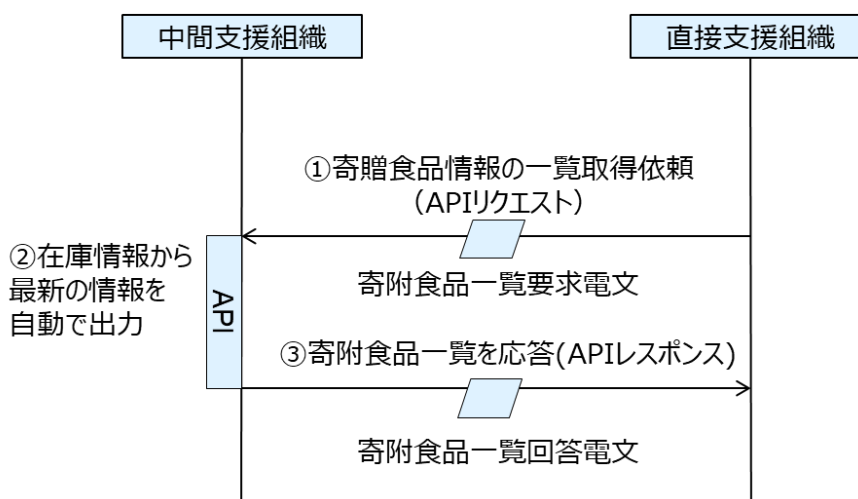 中間支援組織
直接支援組織
①寄贈食品情報の一覧取得依頼
（APIリクエスト）
寄附食品一覧要求電文
②在庫情報から
最新の情報を
自動で出力
API
③寄附食品一覧を応答(APIレスポンス)
寄附食品一覧回答電文